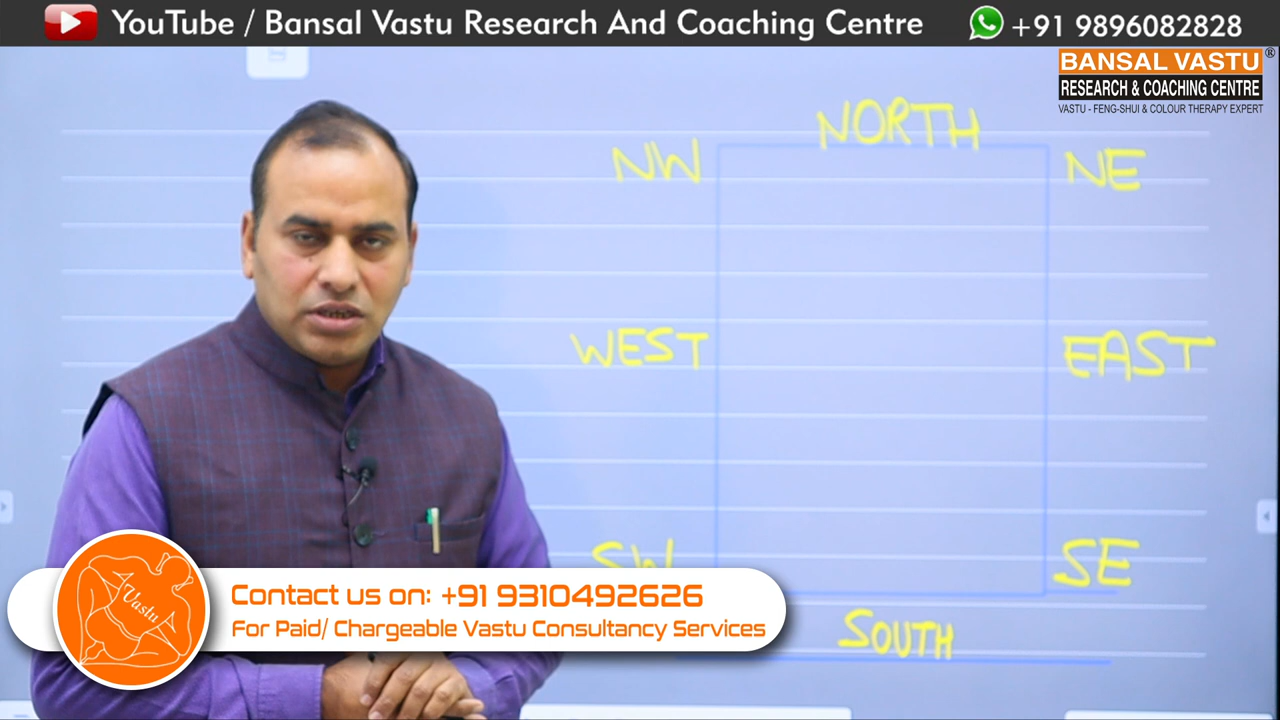 YouTube / Bansal Vastu Research And Coaching Centre +91 9896082828
BANSAL VASTU ®
RESEARCH & COACHING CENTRE
VASTU - FENG-SHUI & COLOUR THERAPY EXPERT
NORTH
NW
NE
WEST
EAST
SW
SE
SOUTH
Vastu
Contact us on: +91 9310492626
For Paid/ Chargeable Vastu Consultancy Services